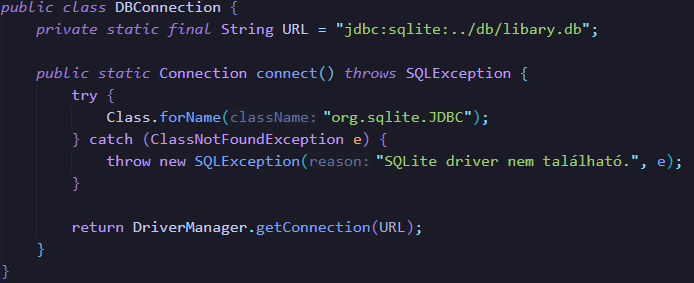 public class DBConnection {
private static final String URL = "jdbc:sqlite:../db/libary.db";
public static Connection connect() throws SQLException {
try {
Class.forName(className: "org.sqlite.JDBC");
} catch (ClassNotFoundException e) {
throw new SQLException(reason: "SQLite driver nem található.", e);
}
return DriverManager.getConnection(URL);
}
}